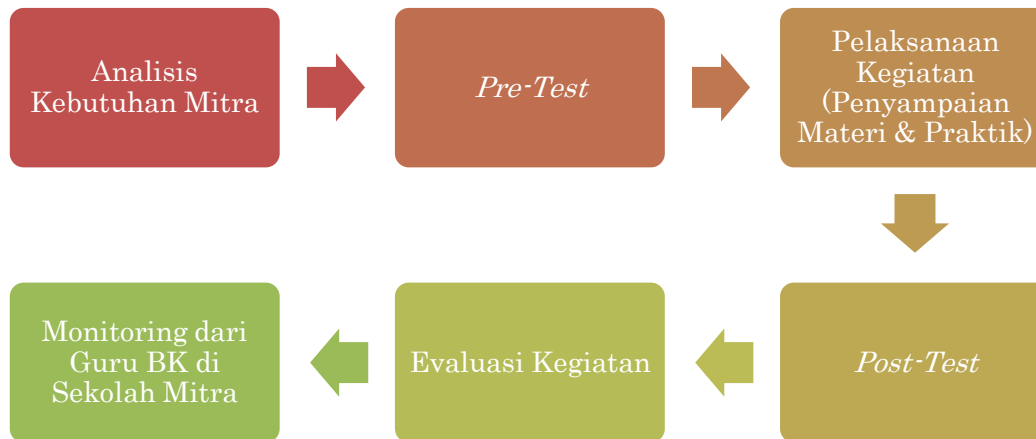 Analisis
Kebutuhan Mitra
Pre-Test
Pelaksanaan
Kegiatan
(Penyampaian
Materi & Praktik)
Post-Test
Evaluasi Kegiatan
Monitoring dari
Guru BK di
Sekolah Mitra